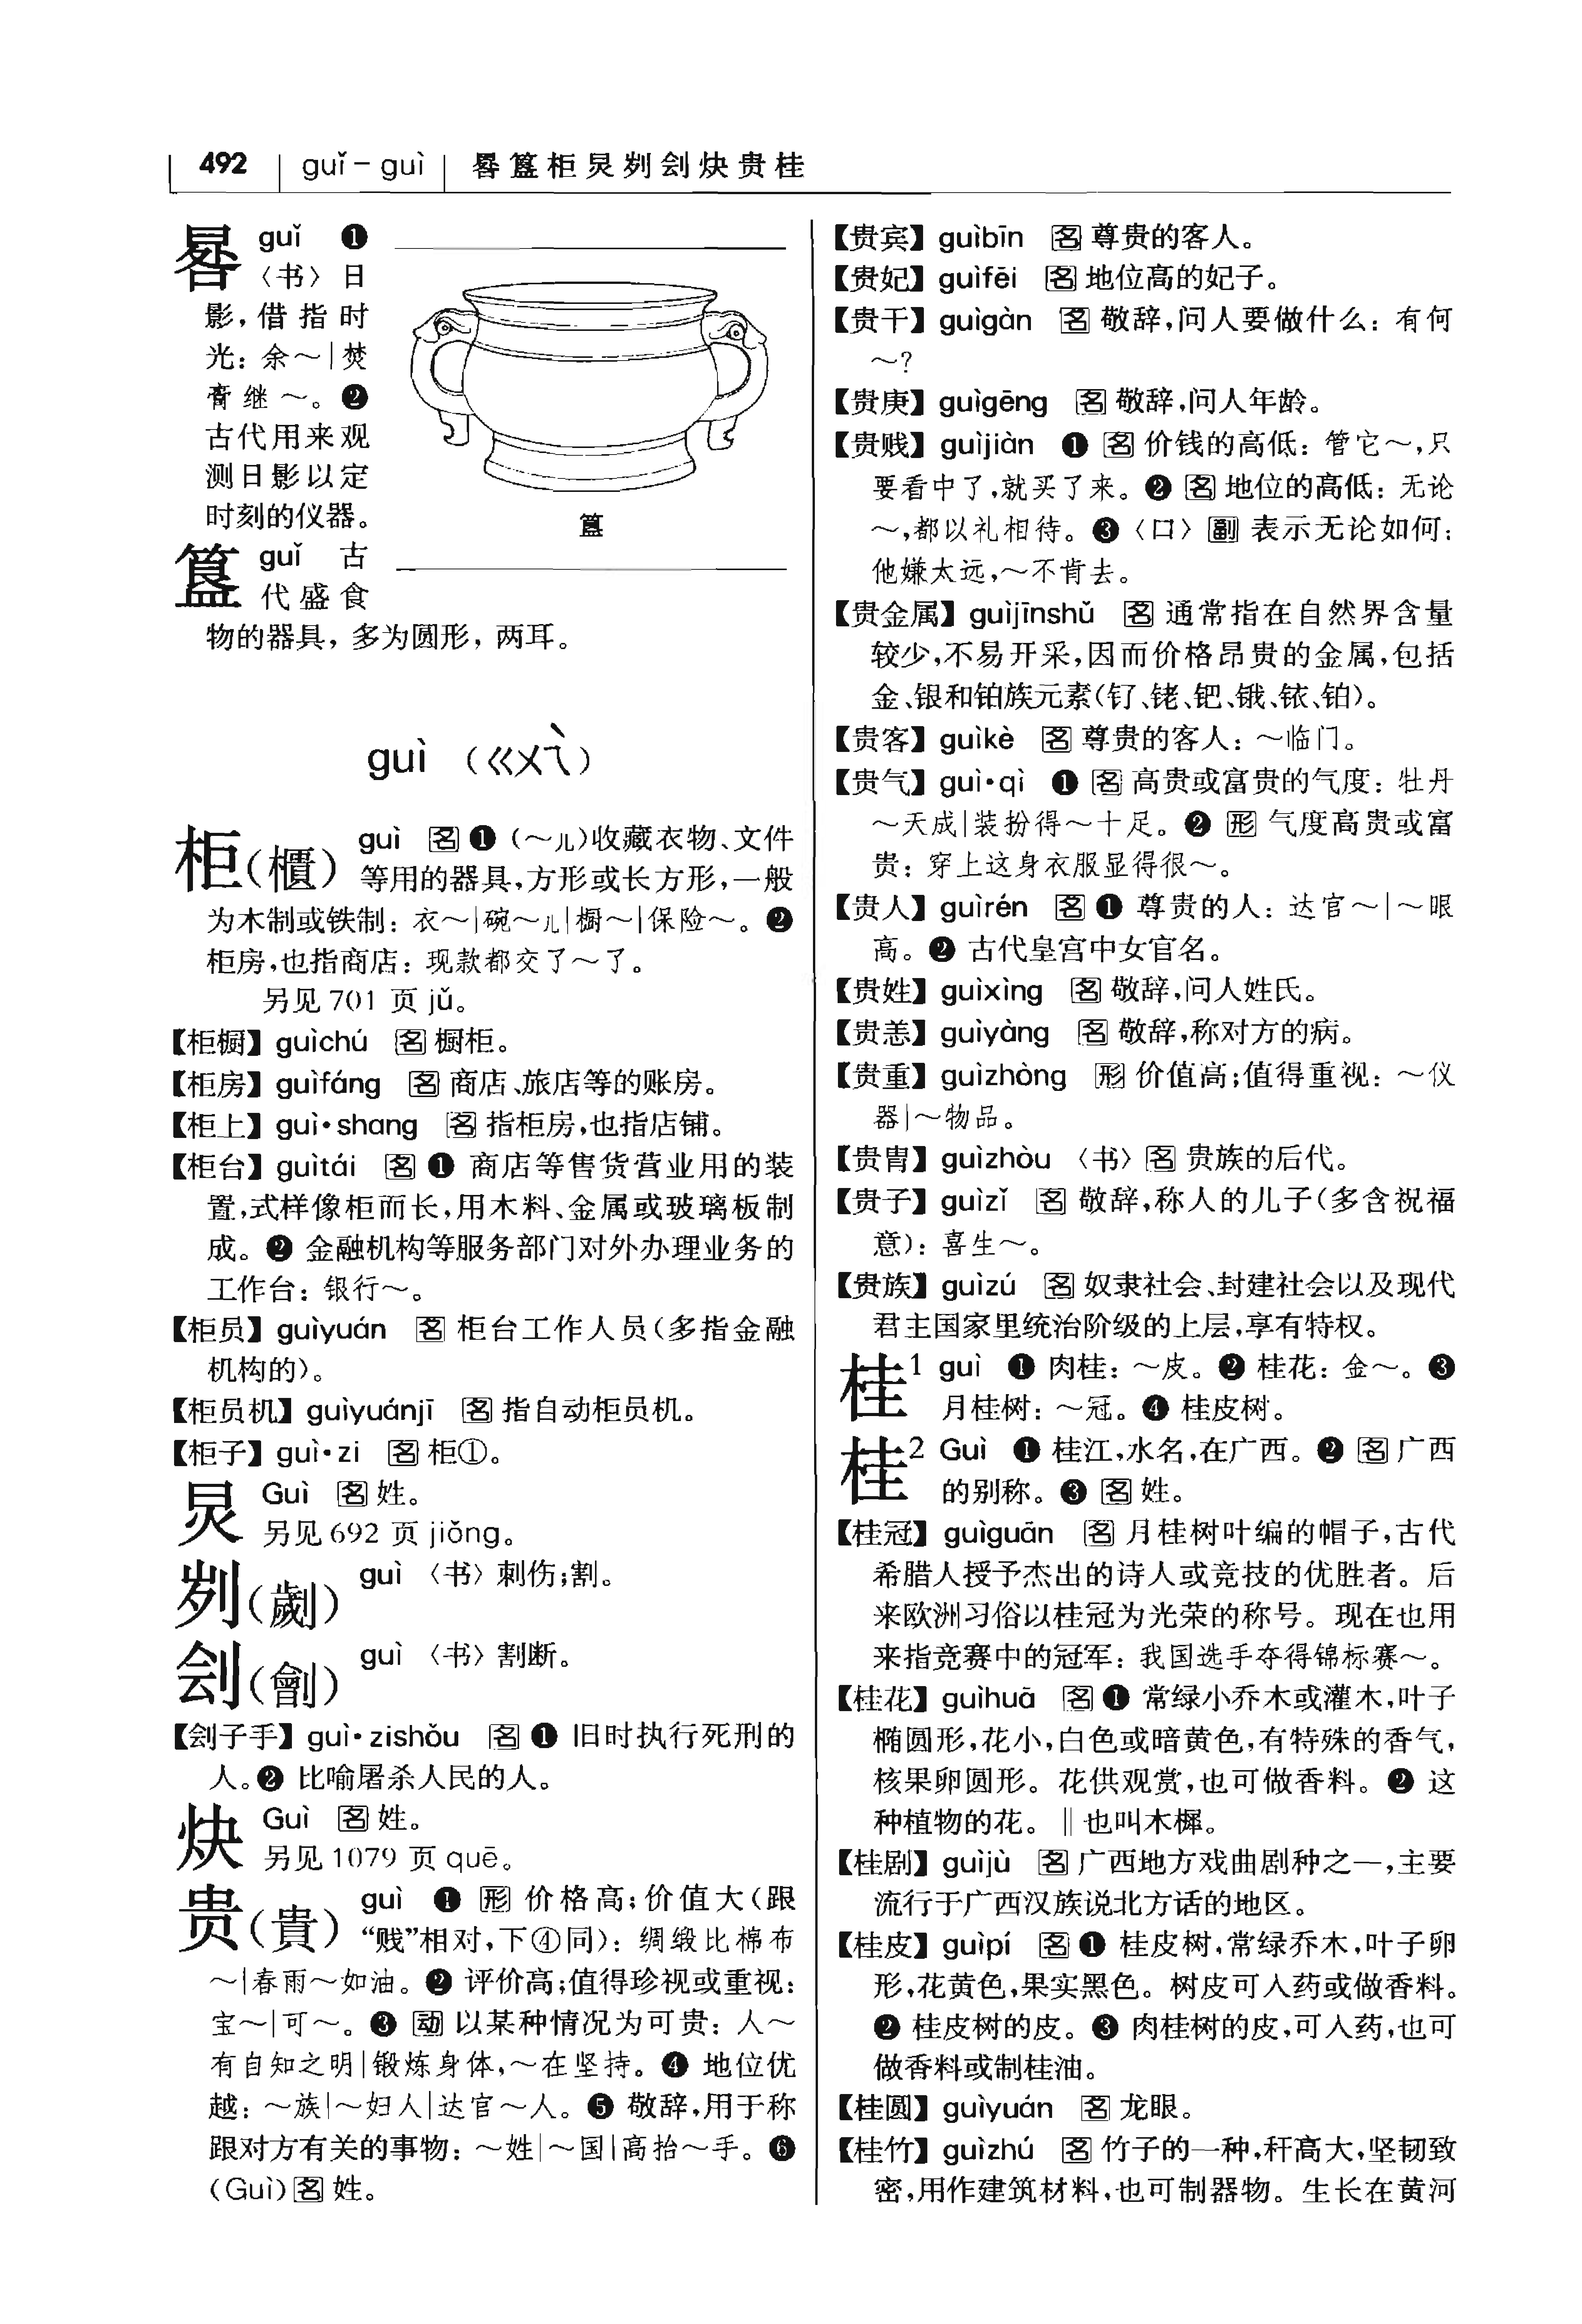 492 guǐ－guì 晷簋柜炅刿刽炔贵桂
晷 guǐ ❶
〈书〉日
影，借指时
光：余～|焚
膏继～。❷
古代用来观
测日影以定
时刻的仪器。
簋
簋 guǐ 古
代盛食
物的器具，多为圆形，两耳。
guì （ㄍㄨㄟˋ）
柜（櫃） guì 名❶（～儿）收藏衣物、文件
等用的器具，方形或长方形，一般
为木制或铁制：衣～|碗～儿|橱～|保险～。❷
柜房，也指商店：现款都交了～了。
另见701 页 jǔ。
【柜橱】guìchú 名橱柜。
【柜房】guìfáng 名商店、旅店等的账房。
【柜上】guì•shang 名指柜房，也指店铺。
【柜台】guìtái 名❶ 商店等售货营业用的装
置，式样像柜而长，用木料、金属或玻璃板制
成。❷ 金融机构等服务部门对外办理业务的
工作台：银行～。
【柜员】guìyuán 名柜台工作人员（多指金融
机构的）。
【柜员机】guìyuánjī 名指自动柜员机。
【柜子】guì•zi 名柜①。
炅 Guì 名姓。
另见692 页 jiǒng。
刿（劌） guì 〈书〉刺伤；割。
刽（劊） guì 〈书〉割断。
【刽子手】guì•zishǒu 名❶ 旧时执行死刑的
人。❷ 比喻屠杀人民的人。
炔 Guì 名姓。
另见1079 页 quē。
贵（貴） guì ❶ 形 价格高；价值大（跟
“贱”相对，下④同）：绸缎比棉布
～|春雨～如油。❷ 评价高；值得珍视或重视：
宝～|可～。❸ 动 以某种情况为可贵：人～
有自知之明|锻炼身体，～在坚持。❹ 地位优
越：～族|～妇人|达官～人。❺ 敬辞，用于称
跟对方有关的事物：～姓|～国|高抬～手。❻
（Guì）名姓。
【贵宾】guìbīn 名尊贵的客人。
【贵妃】guìfēi 名地位高的妃子。
【贵干】guìgàn 名敬辞，问人要做什么：有何
～？
【贵庚】guìgēng 名敬辞，问人年龄。
【贵贱】guìjiàn ❶ 名价钱的高低：管它～，只
要看中了，就买了来。❷ 名地位的高低：无论
～，都以礼相待。❸〈口〉副 表示无论如何：
他嫌太远，～不肯去。
【贵金属】guìjīnshǔ 名 通常指在自然界含量
较少，不易开采，因而价格昂贵的金属，包括
金、银和铂族元素（钌、铑、钯、锇、铱、铂）。
【贵客】guìkè 名尊贵的客人：～临门。
【贵气】guì•qì ❶ 名高贵或富贵的气度：牡丹
～天成|装扮得～十足。❷ 形 气度高贵或富
贵：穿上这身衣服显得很～。
【贵人】guìrén 名❶ 尊贵的人：达官～|～眼
高。❷ 古代皇宫中女官名。
【贵姓】guìxìng 名敬辞，问人姓氏。
【贵恙】guìyàng 名敬辞，称对方的病。
【贵重】guìzhòng 形价值高；值得重视：～仪
器|～物品。
【贵胄】guìzhòu 〈书〉名贵族的后代。
【贵子】guìzǐ 名敬辞，称人的儿子（多含祝福
意）：喜生～。
【贵族】guìzú 名奴隶社会、封建社会以及现代
君主国家里统治阶级的上层，享有特权。
桂1 guì ❶ 肉桂：～皮。❷ 桂花：金～。❸
月桂树：～冠。❹ 桂皮树。
桂2 Guì ❶ 桂江，水名，在广西。❷ 名广西
的别称。❸ 名姓。
【桂冠】guìguān 名月桂树叶编的帽子，古代
希腊人授予杰出的诗人或竞技的优胜者。后
来欧洲习俗以桂冠为光荣的称号。现在也用
来指竞赛中的冠军：我国选手夺得锦标赛～。
【桂花】guìhuā 名❶ 常绿小乔木或灌木，叶子
椭圆形，花小，白色或暗黄色，有特殊的香气，
核果卵圆形。花供观赏，也可做香料。❷ 这
种植物的花。‖也叫木樨。
【桂剧】guìjù 名广西地方戏曲剧种之一，主要
流行于广西汉族说北方话的地区。
【桂皮】guìpí 名❶ 桂皮树，常绿乔木，叶子卵
形，花黄色，果实黑色。树皮可入药或做香料。
❷ 桂皮树的皮。❸ 肉桂树的皮，可入药，也可
做香料或制桂油。
【桂圆】guìyuán 名龙眼。
【桂竹】guìzhú 名竹子的一种，秆高大，坚韧致
密，用作建筑材料，也可制器物。生长在黄河